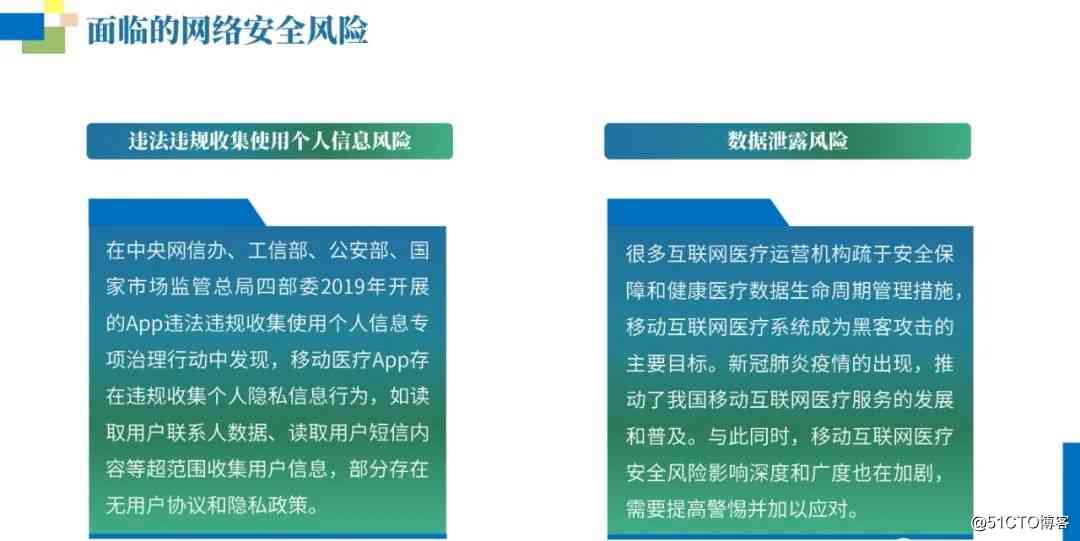 面临的网络安全风险
违法违规收集使用个人信息风险
在中央网信办、工信部、公安部、国
家市场监管总局四部委2019年开展
的App违法违规收集使用个人信息专
项治理行动中发现，移动医疗App存
在违规收集个人隐私信息行为，如读
取用户联系人数据、读取用户短信内
容等超范围收集用户信息，部分存在
无用户协议和隐私政策。
数据泄露风险
很多互联网医疗运营机构疏于安全保
障和健康医疗数据生命周期管理措施，
移动互联网医疗系统成为黑客攻击的
主要目标。新冠肺炎疫情的出现，推
动了我国移动互联网医疗服务的发展
和普及。与此同时，移动互联网医疗
安全风险影响深度和广度也在加剧，
需要提高警惕并加以应对。
@51CTO博客